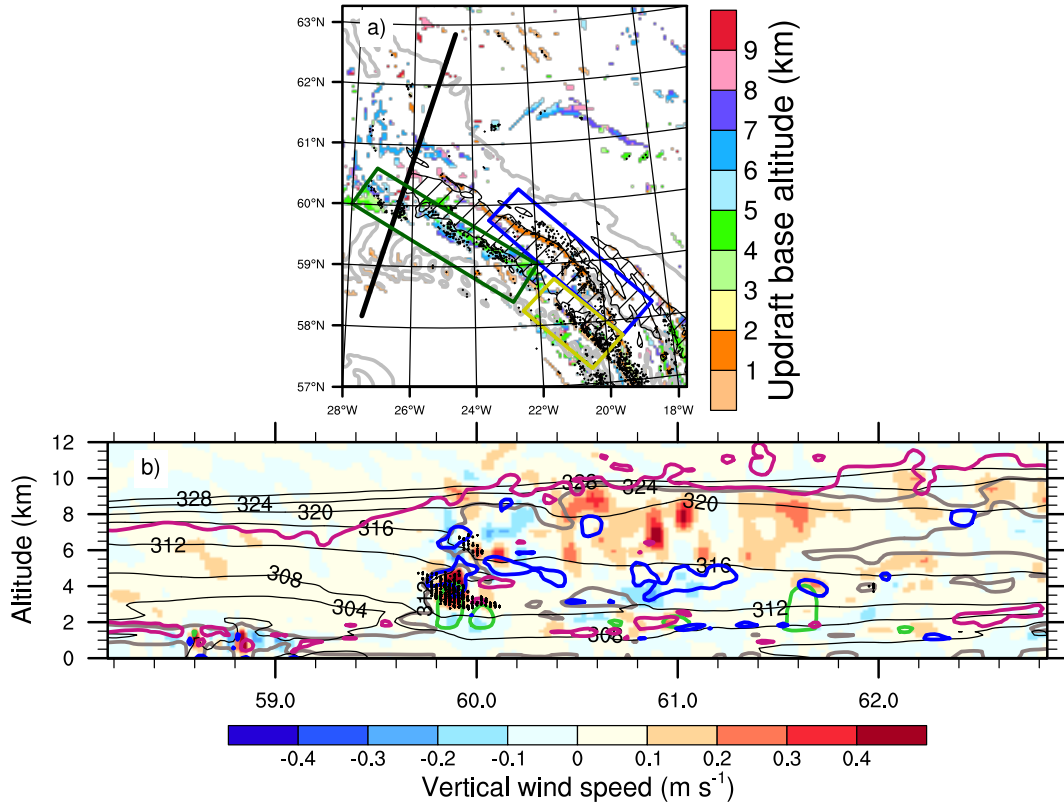 a)
63°N
62°N
61°N
60°N
59°N
58°N
57°N
28°W 26°W 24°W 22°W 20°W 18°W
9
8
7
6
5
4
3
2
1
Updraft base altitude (km)
b)
12
10
8
6
4
2
0
Altitude (km)
328 324 320 316 312 308 304
312
328 324 320 316 312 308
59.0 60.0 61.0 62.0
-0.4 -0.3 -0.2 -0.1 0 0.1 0.2 0.3 0.4
Vertical wind speed (m s⁻¹)